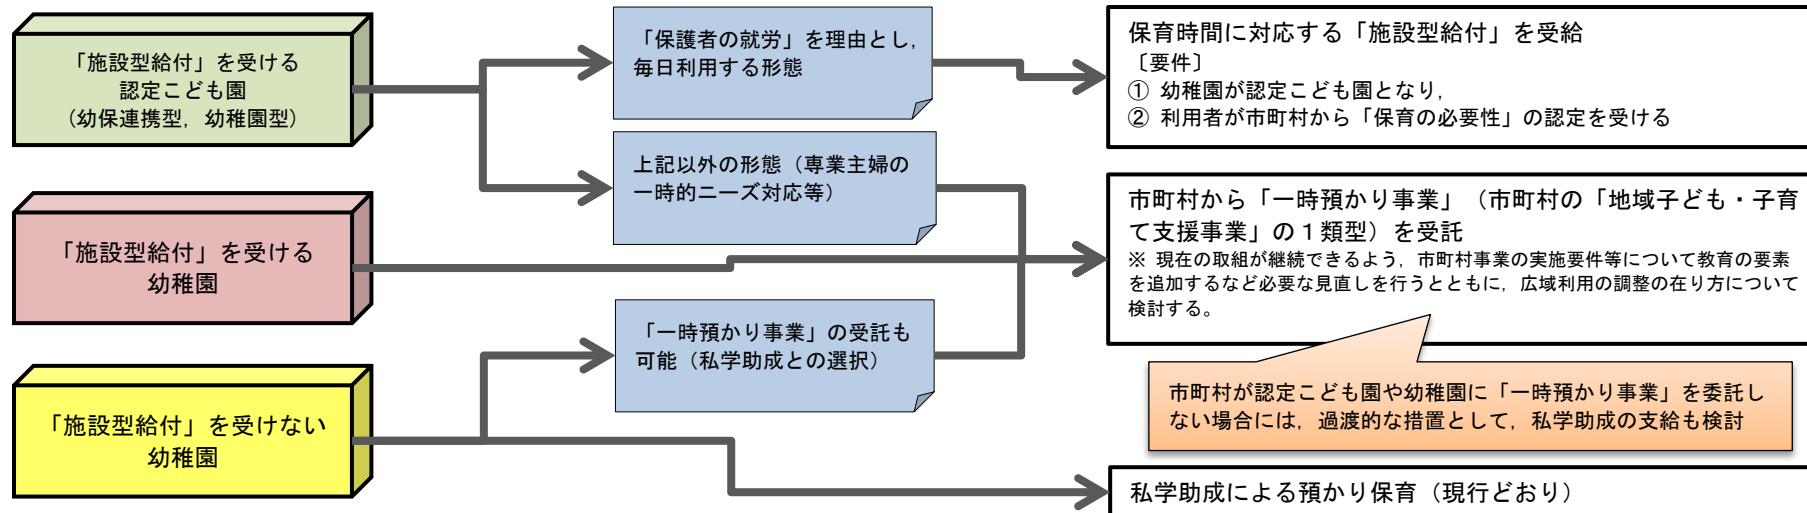 「施設型給付」を受ける
認定こども園
(幼保連携型，幼稚園型)
「保護者の就労」を理由とし，
毎日利用する形態
保育時間に対応する「施設型給付」を受給
〔要件〕
① 幼稚園が認定こども園となり，
② 利用者が市町村から「保育の必要性」の認定を受ける
上記以外の形態（専業主婦の
一時的ニーズ対応等）
「施設型給付」を受ける
幼稚園
市町村から「一時預かり事業」（市町村の「地域子ども・子育
て支援事業」の１類型）を受託
※ 現在の取組が継続できるよう，市町村事業の実施要件等について教育の要素
を追加するなど必要な見直しを行うとともに，広域利用の調整の在り方について
検討する。
「一時預かり事業」の受託も
可能（私学助成との選択）
市町村が認定こども園や幼稚園に「一時預かり事業」を委託し
ない場合には，過渡的な措置として，私学助成の支給も検討
「施設型給付」を受けない
幼稚園
私学助成による預かり保育（現行どおり）